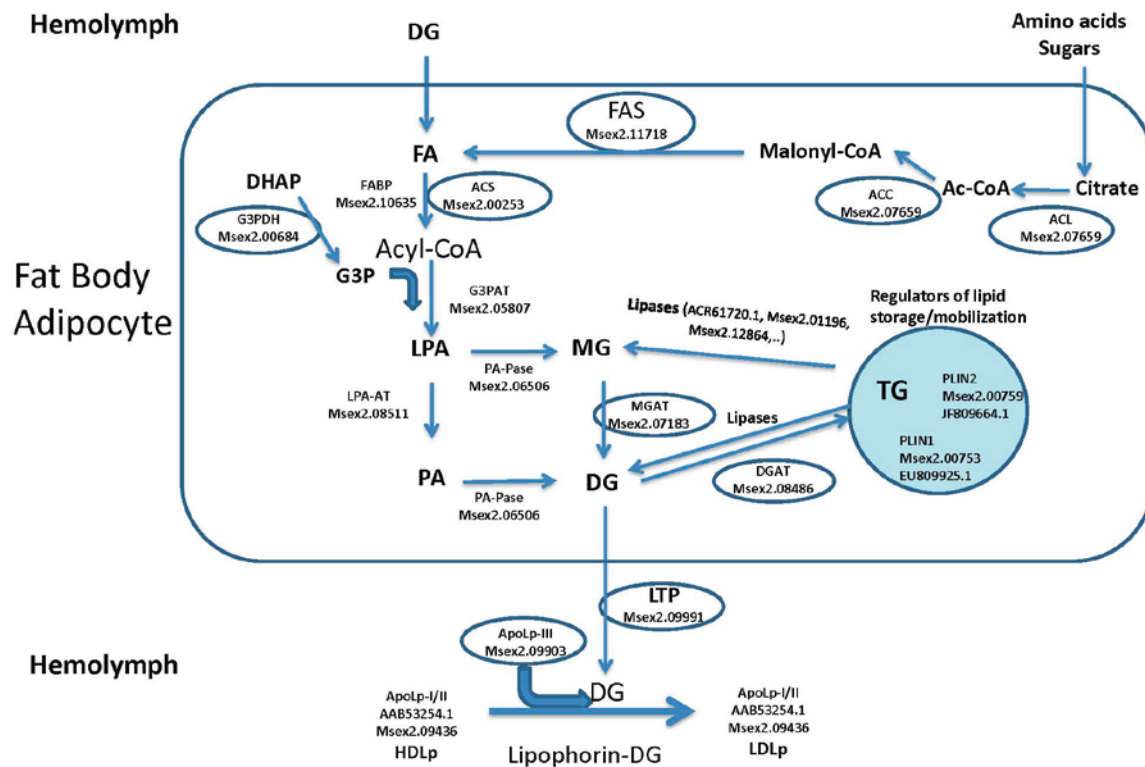 Hemolymph
DG
Amino acids
Sugars
FAS
Msex2.11718
FA
Malonyl-CoA
DHAP
FABP
Msex2.10635
ACS
Msex2.00253
ACC
Msex2.07659
Ac-CoA
Citrate
ACL
Msex2.07659
G3PDH
Msex2.00684
Acyl-CoA
Fat Body
Adipocyte
G3P
G3PAT
Msex2.05807
Regulators of lipid
storage/mobilization
Lipases (ACR61720.1, Msex2.01196,
Msex2.12864,..)
LPA
PA-Pase
Msex2.06506
MG
TG
PLIN2
Msex2.00759
JF809664.1
LPA-AT
Msex2.08511
MGAT
Msex2.07183
Lipases
PLIN1
Msex2.00753
EU809925.1
PA
PA-Pase
Msex2.06506
DG
DGAT
Msex2.08486
LTP
Msex2.09991
ApoLp-III
Msex2.09903
Hemolymph
DG
ApoLp-I/II
AAB53254.1
Msex2.09436
HDLp
Lipophorin-DG
ApoLp-I/II
AAB53254.1
Msex2.09436
LDLp